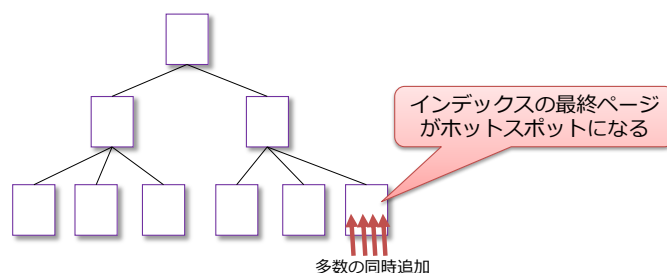 インデックスの最終ページ
がホットスポットになる
多数の同時追加